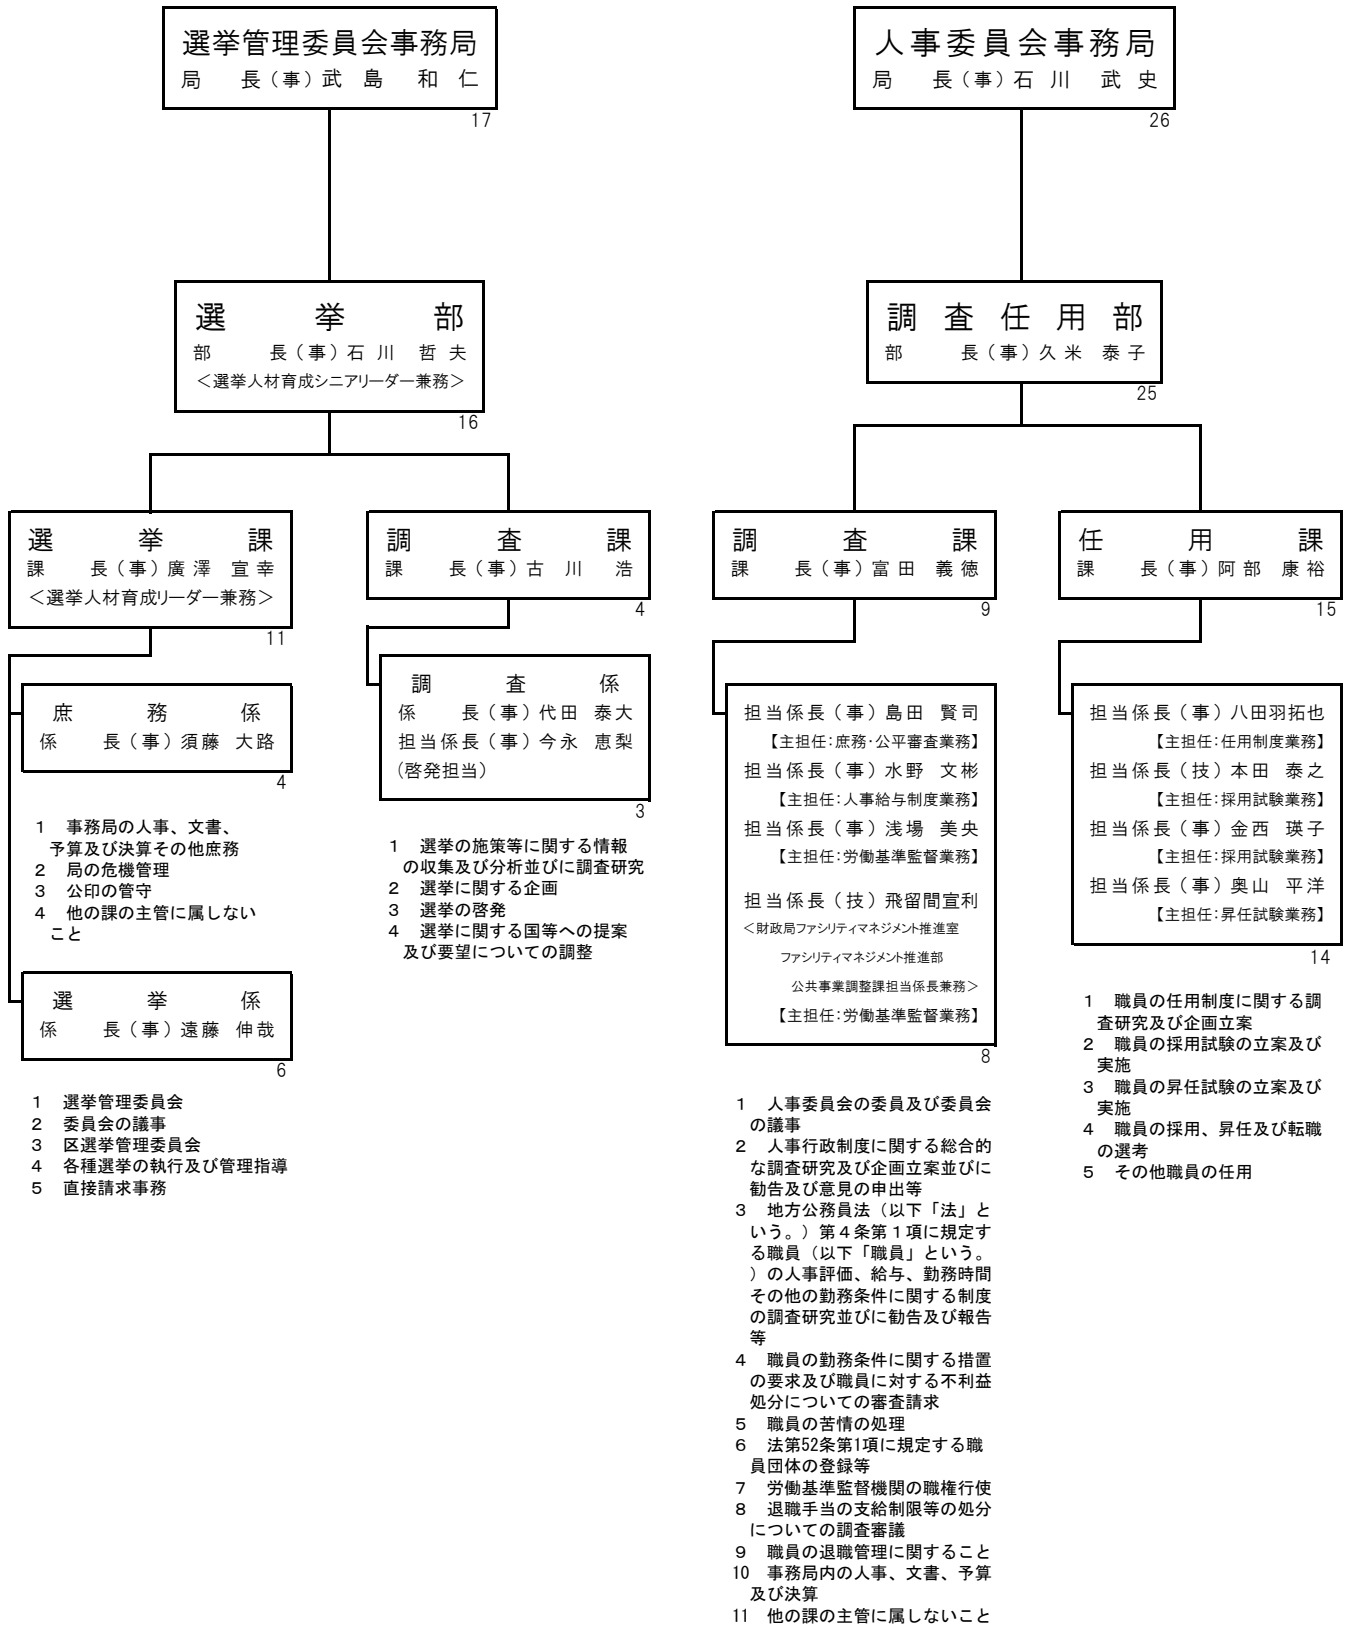 選挙管理委員会事務局
局　長（事）武島　和仁
17
選挙部
部　長（事）石川　哲夫
＜選挙人材育成シニアリーダー兼務＞
16
選挙課
課　長（事）廣澤　宣幸
＜選挙人材育成リーダー兼務＞
11
庶務係
係　長（事）須藤　大路
4
1　事務局の人事、文書、
予算及び決算その他庶務
2　局の危機管理
3　公印の管守
4　他の課の主管に属しない
こと
選挙係
係　長（事）遠藤　伸哉
6
1　選挙管理委員会
2　委員会の議事
3　区選挙管理委員会
4　各種選挙の執行及び管理指導
5　直接請求事務
調査課
課　長（事）古川　浩
4
調査係
係　長（事）代田　泰大
担当係長（事）今永　恵梨
（啓発担当）
3
1　選挙の施策等に関する情報
の収集及び分析並びに調査研究
2　選挙に関する企画
3　選挙の啓発
4　選挙に関する国等への提案
及び要望についての調整
人事委員会事務局
局　長（事）石川　武史
26
調査任用部
部　長（事）久米　泰子
25
調査課
課　長（事）富田　義徳
9
担当係長（事）島田　賢司
【主担任：庶務・公平審査業務】
担当係長（事）水野　文彬
【主担任：人事給与制度業務】
担当係長（事）浅場　美央
【主担任：労働基準監督業務】
担当係長（技）飛留間宣利
＜財政局ファシリティマネジメント推進室
ファシリティマネジメント推進部
公共事業調整課担当係長兼務＞
【主担任：労働基準監督業務】
8
1　人事委員会の委員及び委員会
の議事
2　人事行政制度に関する総合的
な調査研究及び企画立案並びに
勧告及び意見の申出等
3　地方公務員法（以下「法」と
いう。）第４条第１項に規定す
る職員（以下「職員」という。
）の人事評価、給与、勤務時間
その他の勤務条件に関する制度
の調査研究並びに勧告及び報告
等
4　職員の勤務条件に関する措置
の要求及び職員に対する不利益
処分についての審査請求
5　職員の苦情の処理
6　法第52条第1項に規定する職
員団体の登録等
7　労働基準監督機関の職権行使
8　退職手当の支給制限等の処分
についての調査審議
9　職員の退職管理に関すること
10　事務局内の人事、文書、予算
及び決算
11　他の課の主管に属しないこと
任用課
課　長（事）阿部　康裕
15
担当係長（事）八田羽拓也
【主担任：任用制度業務】
担当係長（技）本田　泰之
【主担任：採用試験業務】
担当係長（事）金西　瑛子
【主担任：採用試験業務】
担当係長（事）奥山　平洋
【主担任：昇任試験業務】
14
1　職員の任用制度に関する調
査研究及び企画立案
2　職員の採用試験の立案及び
実施
3　職員の昇任試験の立案及び
実施
4　職員の採用、昇任及び転職
の選考
5　その他職員の任用